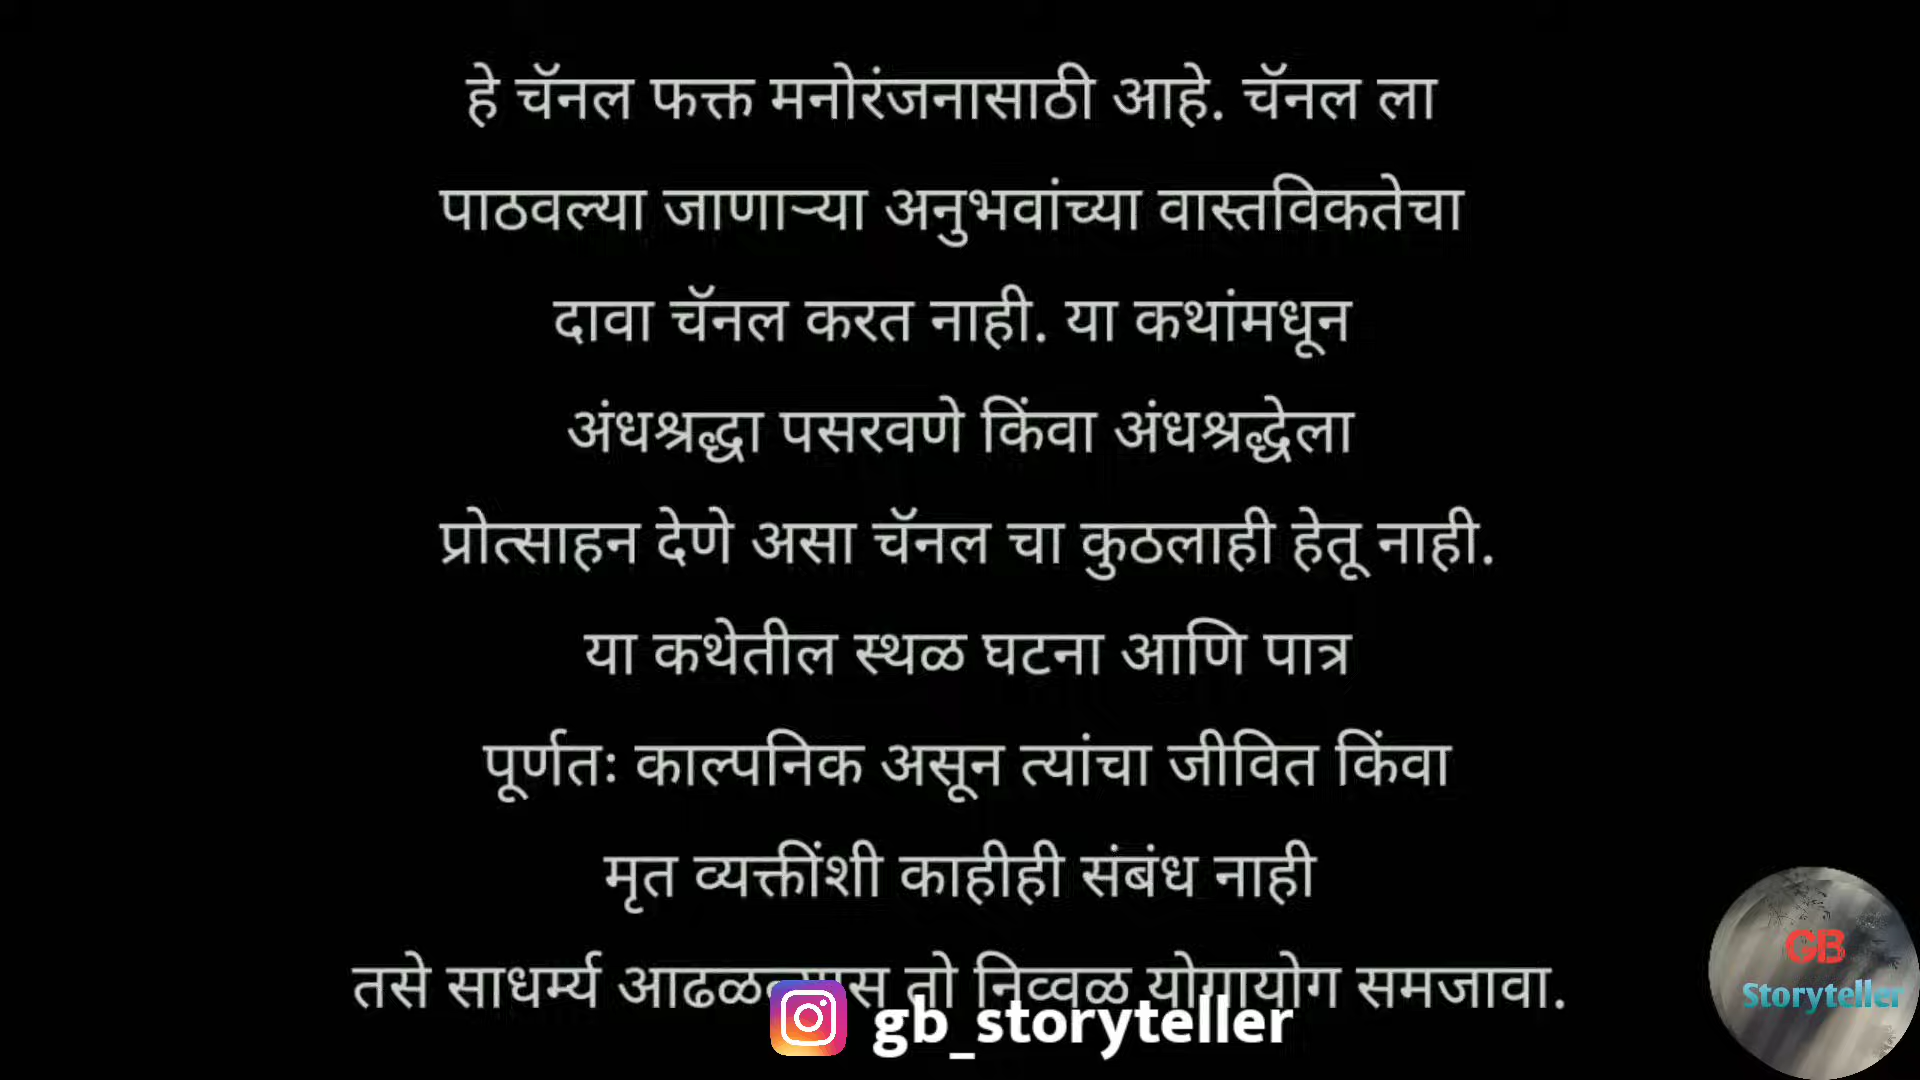 हे चॅनल फक्त मनोरंजनासाठी आहे. चॅनल ला
पाठवल्या जाणाऱ्या अनुभवांच्या वास्तविकतेचा
दावा चॅनल करत नाही. या कथांमधून
अंधश्रद्धा पसरवणे किंवा अंधश्रद्धेला
प्रोत्साहन देणे असा चॅनल चा कुठलाही हेतू नाही.
या कथेतील स्थळ घटना आणि पात्र
पूर्णतः काल्पनिक असून त्यांचा जीवित किंवा
मृत व्यक्तींशी काहीही संबंध नाही
तसे साधर्म्य तो निव्वळ योगायोग समजावा.
gb_storyteller
GB
Storyteller